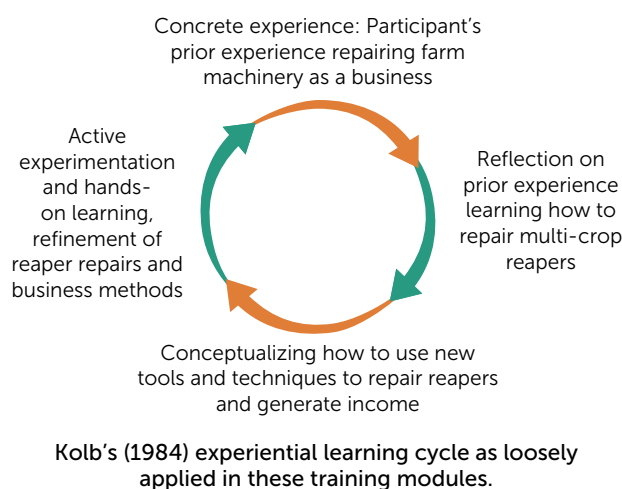 Concrete experience: Participant’s
prior experience repairing farm
machinery as a business
Reflection on
prior experience
learning how to
repair multi-crop
reapers
Conceptualizing how to use new
tools and techniques to repair reapers
and generate income
Active
experimentation
and hands-
on learning,
refinement of
reaper repairs and
business methods
Kolb’s (1984) experiential learning cycle as loosely
applied in these training modules.